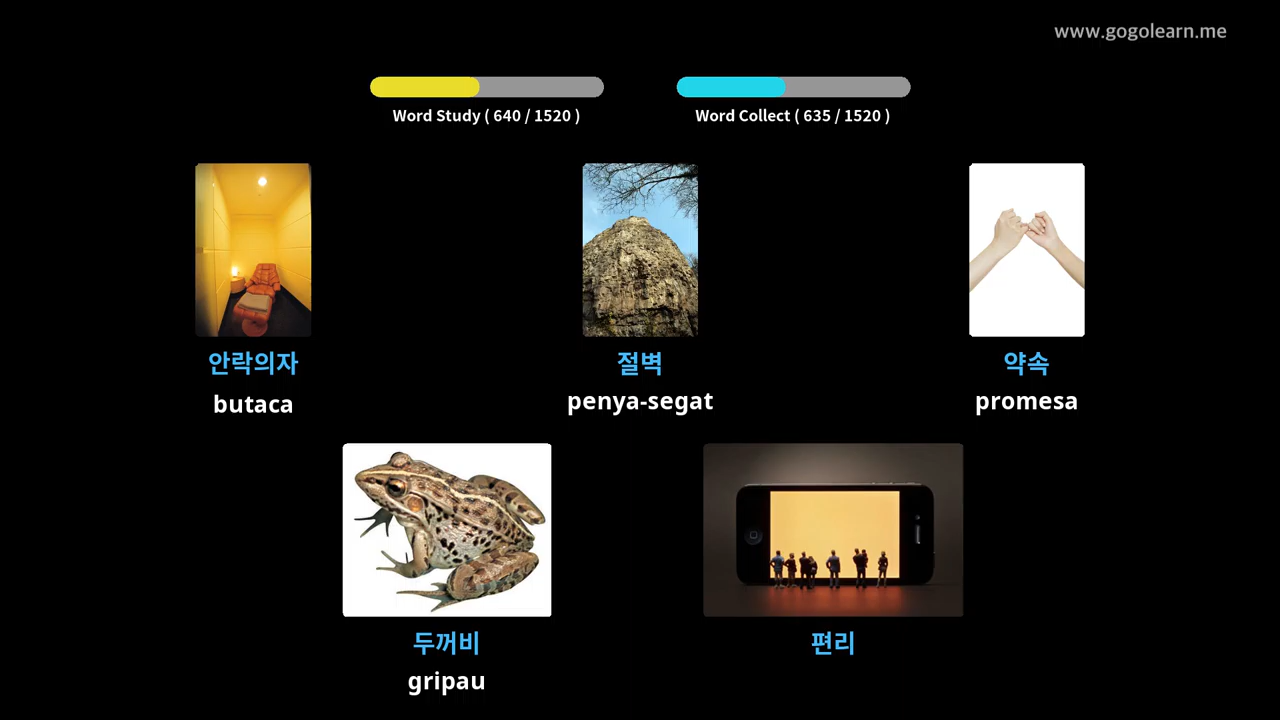 www.gogolearn.me
Word Study ( 640 / 1520 )
Word Collect ( 635 / 1520 )
안락의자
butaca
절벽
penya-segat
약속
promesa
두꺼비
gripau
편리